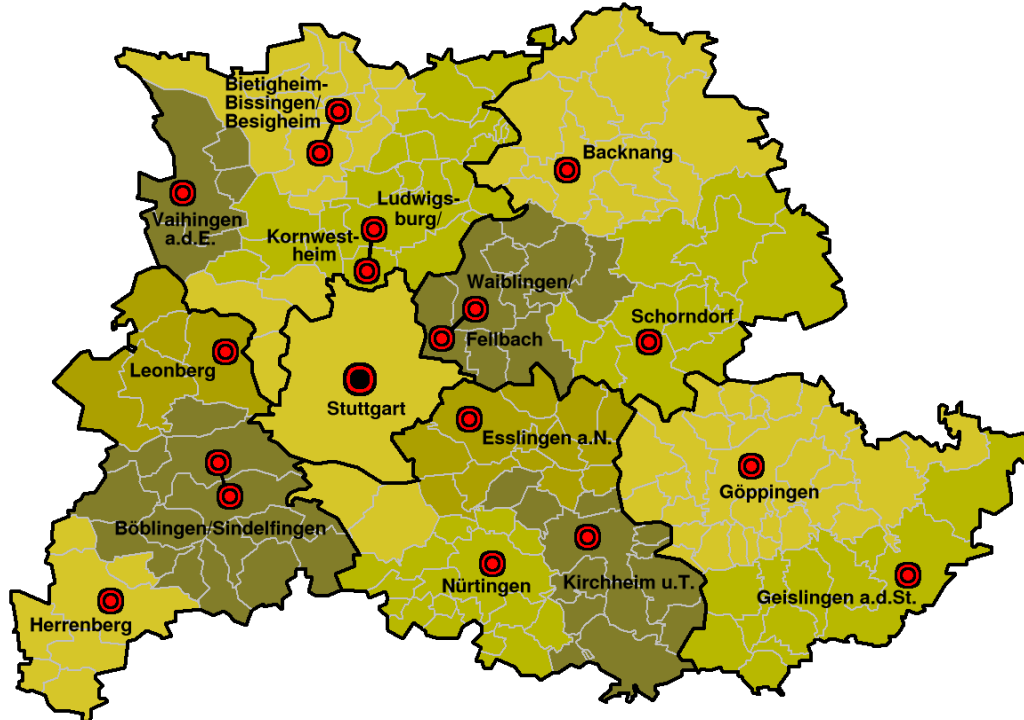 Bietigheim-
Bissingen/
Besigheim
Backnang
Vaihingen
a.d.E.
Ludwigs-
burg/
Kornwest-
heim
Waiblingen/
Fellbach
Schorndorf
Leonberg
Stuttgart
Esslingen a.N.
Göppingen
Böblingen/Sindelfingen
Nürtingen
Kirchheim u.T.
Geislingen a.d.St.
Herrenberg